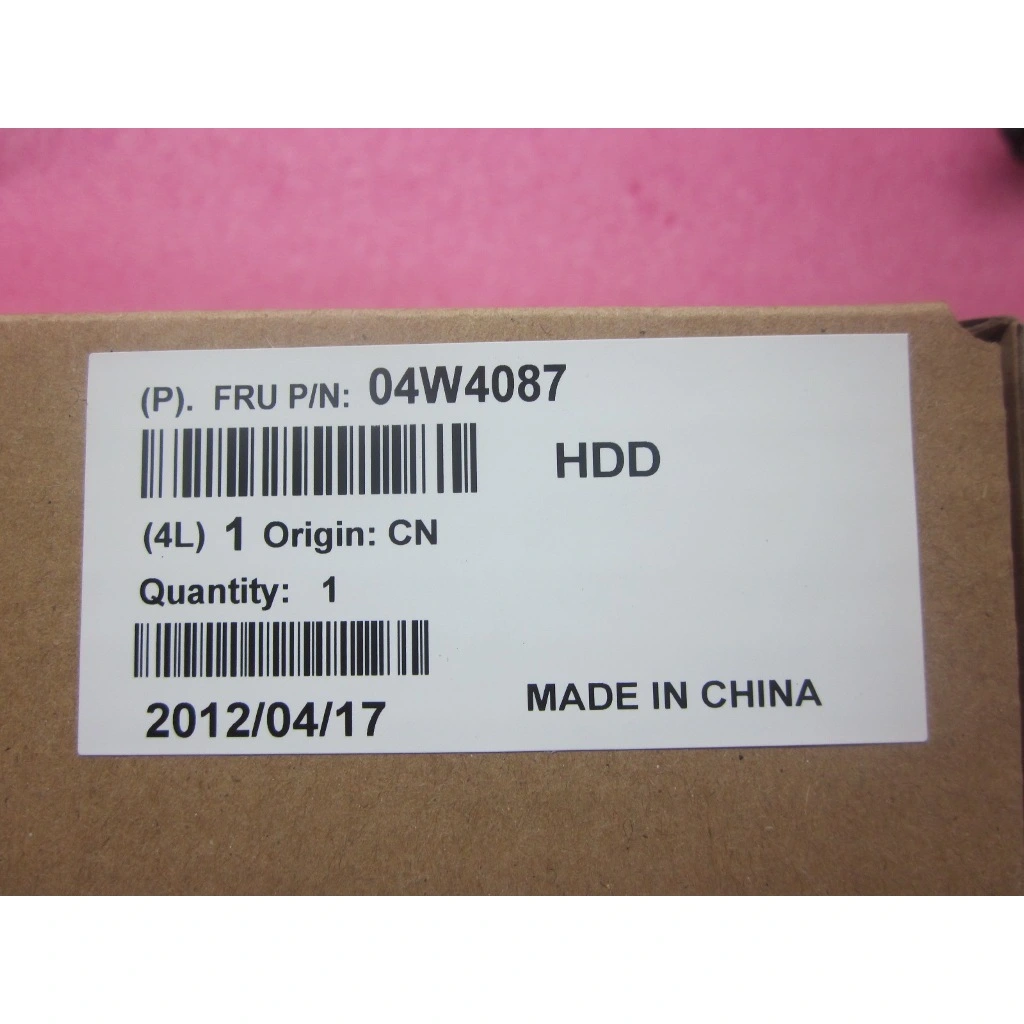 (P). FRU P/N: 04W4087
HDD
(4L) 1 Origin: CN
Quantity: 1
2012/04/17
MADE IN CHINA